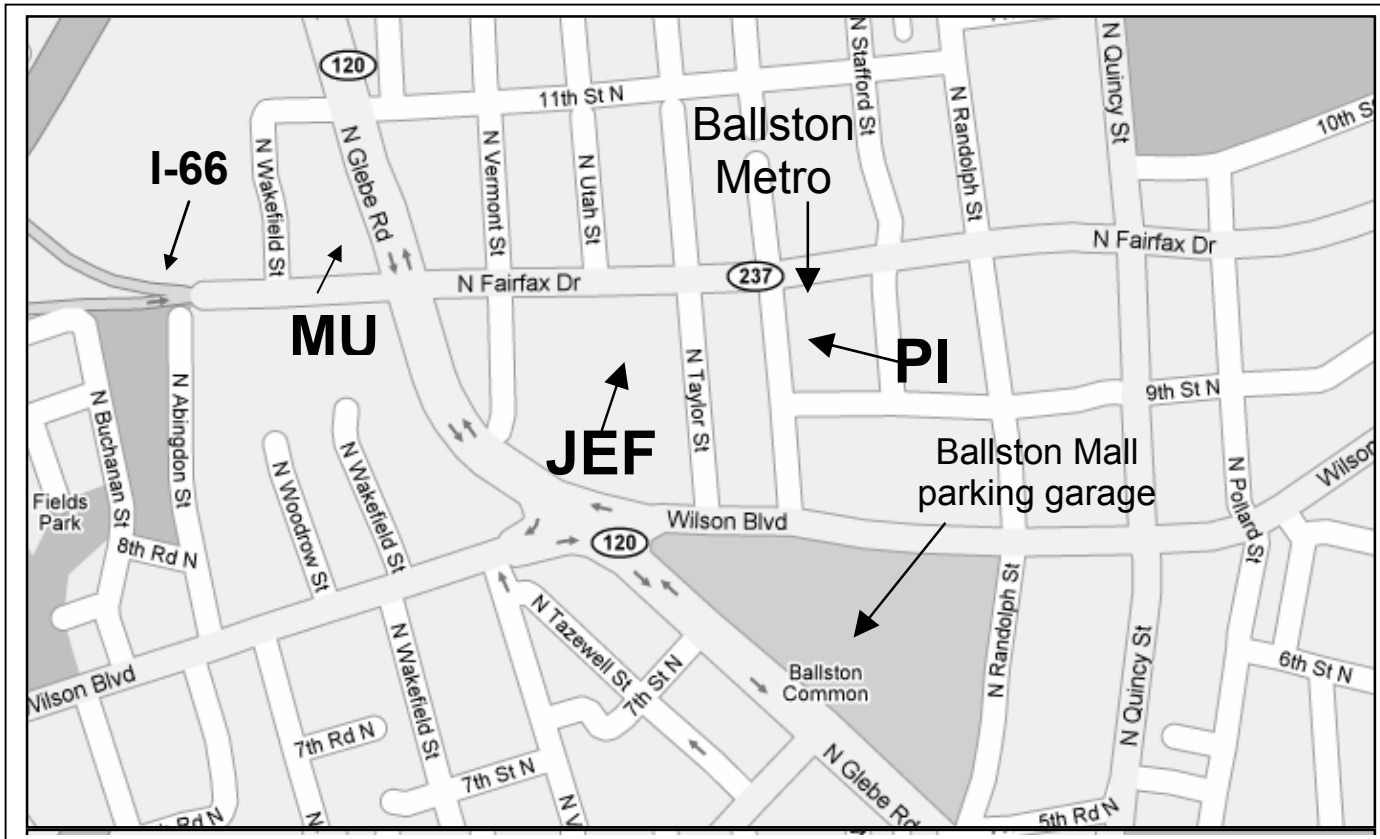 120
N Stafford St
N Quincy St
11th St N
N Randolph St
10th St
Ballston
Metro
I-66
N Wakefield St
N Glebe Rd
N Vermont St
N Utah St
N Fairfax Dr
237
N Fairfax Dr
MU
PI
N Taylor St
9th St N
N Buchanan St
N Abingdon St
JEF
Ballston Mall
parking garage
N Woodrow St
N Wakefield St
N Pollard St
Wilson
Fields
Park
8th Rd N
Wilson Blvd
120
N Tazewell St
7th St N
N Randolph St
N Quincy St
6th St N
Wilson Blvd
N Wakefield St
Ballston
Common
7th Rd N
7th St N
N Glebe Rd
Rd N
N
N V
5th Rd N